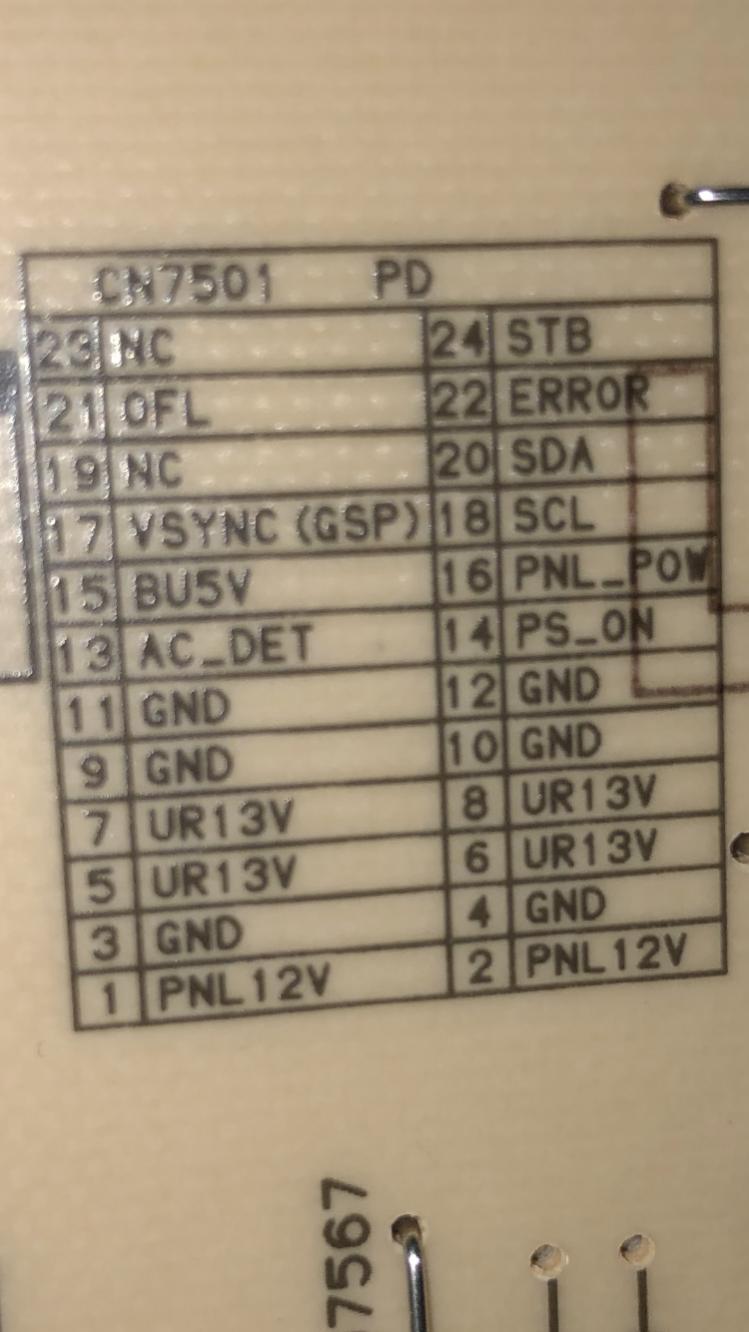 CN7501 PD
23 NC 24 STB
21 OFL 22 ERROR
19 NC 20 SDA
17 VSYNC (GSP) 18 SCL
15 BU5V 16 PNL_POW
13 AC_DET 14 PS_ON
11 GND 12 GND
9 GND 10 GND
7 UR13V 8 UR13V
5 UR13V 6 UR13V
3 GND 4 GND
1 PNL12V 2 PNL12V
7567